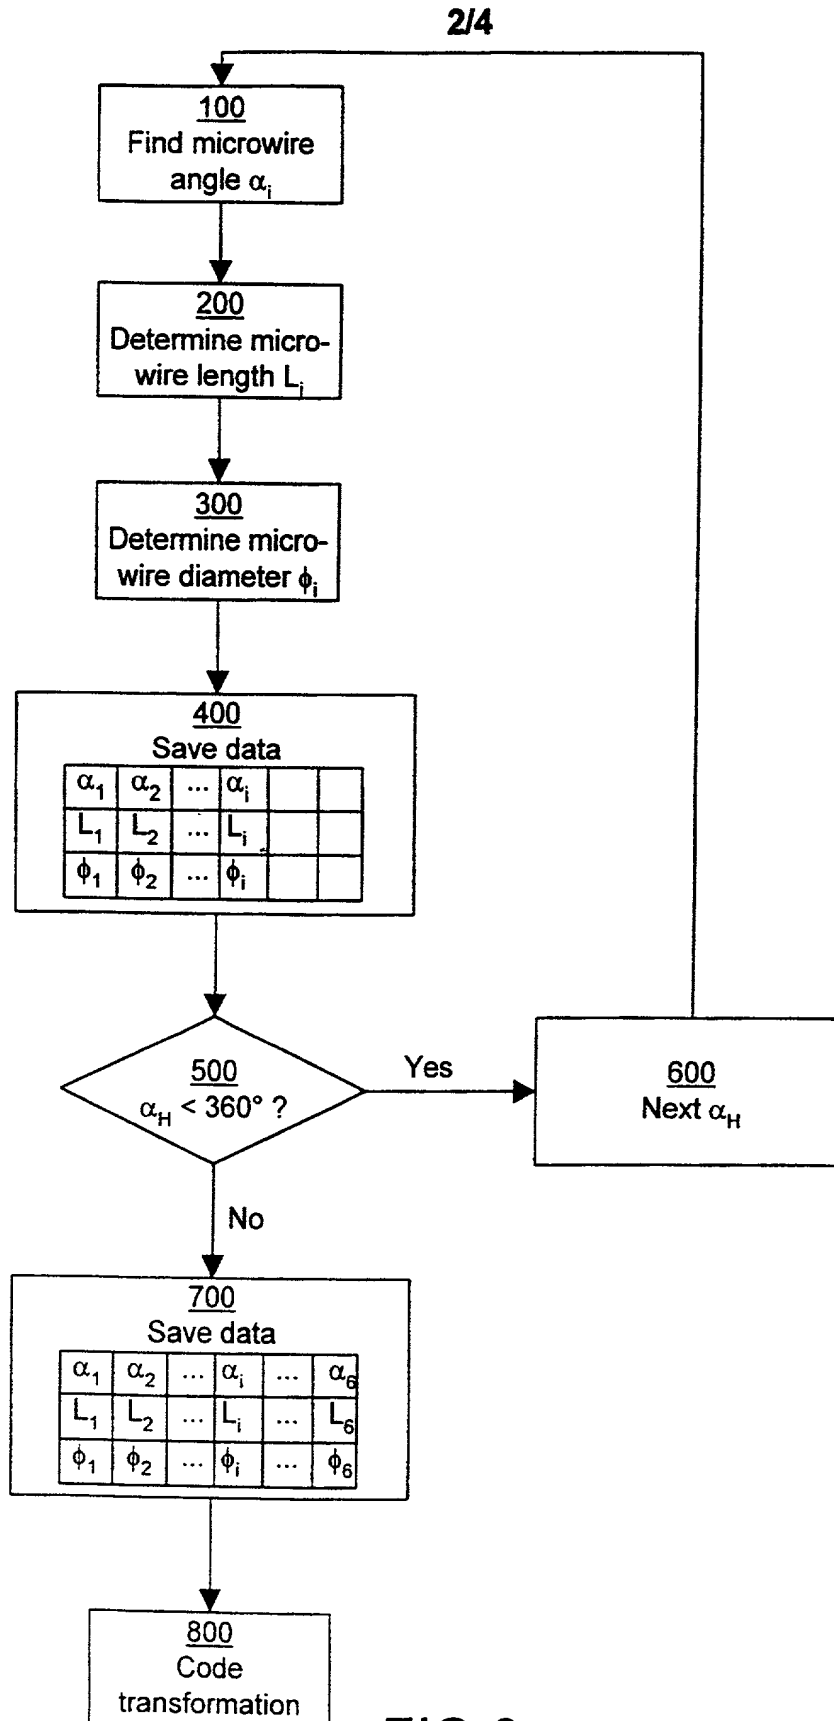 2/4
100
Find microwire
angle αi
200
Determine micro-
wire length Li
300
Determine micro-
wire diameter ϕi
400
Save data
α1 α2 ... αi
L1 L2 ... Li
ϕ1 ϕ2 ... ϕi
500
αH < 360° ?
Yes
600
Next αH
No
700
Save data
α1 α2 ... αi ... α6
L1 L2 ... Li ... L6
ϕ1 ϕ2 ... ϕi ... ϕ6
800
Code
transformation